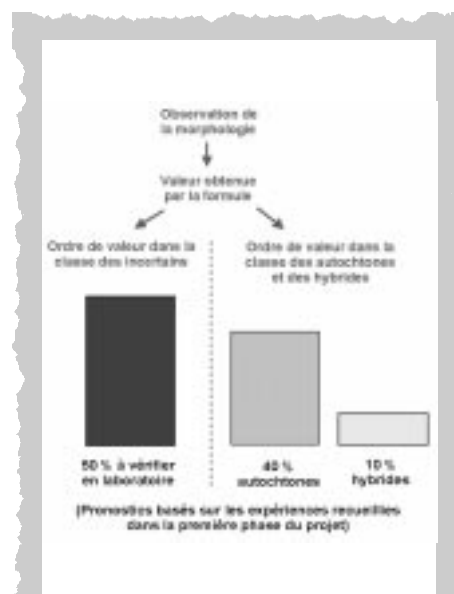 Observation de
la morphologie
Valeur obtenue
par la formule
Ordre de valeur dans la
classe des incertains
Ordre de valeur dans la
classe des autochtones
et des hybrides
50 % à vérifier
en laboratoire
40 %
autochtones
10 %
hybrides
(Pronostics basés sur les expériences recueillies
dans la première phase du projet)